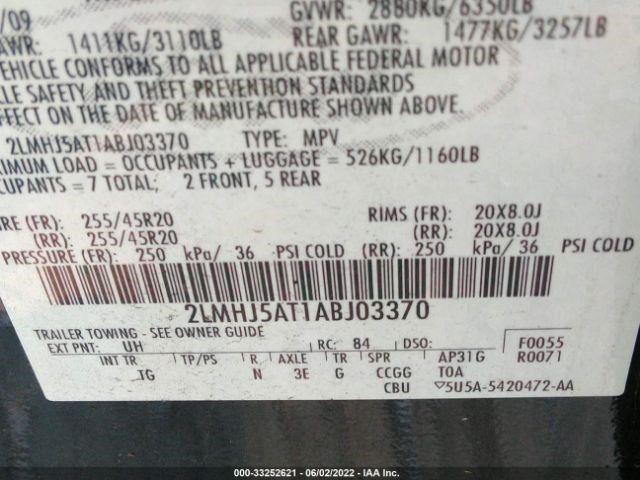 /09 GVWR: 2880KG/6350LB
AWR: 1411KG/3110LB REAR GAWR: 1477KG/3257LB
VEHICLE CONFORMS TO ALL APPLICABLE FEDERAL MOTOR
LE SAFETY AND THEFT PREVENTION STANDARDS
FFECT ON THE DATE OF MANUFACTURE SHOWN ABOVE.
2LMHJ5AT1ABJ03370 TYPE: MPV
XIMUM LOAD = OCCUPANTS + LUGGAGE = 526KG/1160LB
CUPANTS = 7 TOTAL; 2 FRONT, 5 REAR
RE (FR): 255/45R20 RIMS (FR): 20X8.0J
(RR): 255/45R20 (RR): 20X8.0J
PRESSURE (FR): 250 kPa/ 36 PSI COLD (RR): 250 kPa/ 36 PSI COLD
2LMHJ5AT1ABJ03370
TRAILER TOWING - SEE OWNER GUIDE
EXT PNT: UH RC: 84 DSO: F0055
INT TR TP/PS R AXLE TR SPR AP31G R0071
TG N 3E G CCGG TOA
CBU 5U5A-5420472-AA
000-33252621 - 06/02/2022 - IAA Inc.